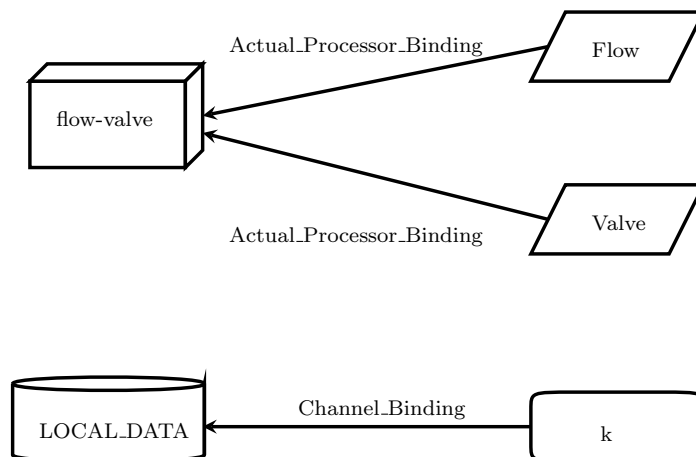 Actual_Processor_Binding
Flow
flow-valve
Valve
Actual_Processor_Binding
Channel_Binding
LOCAL_DATA
k